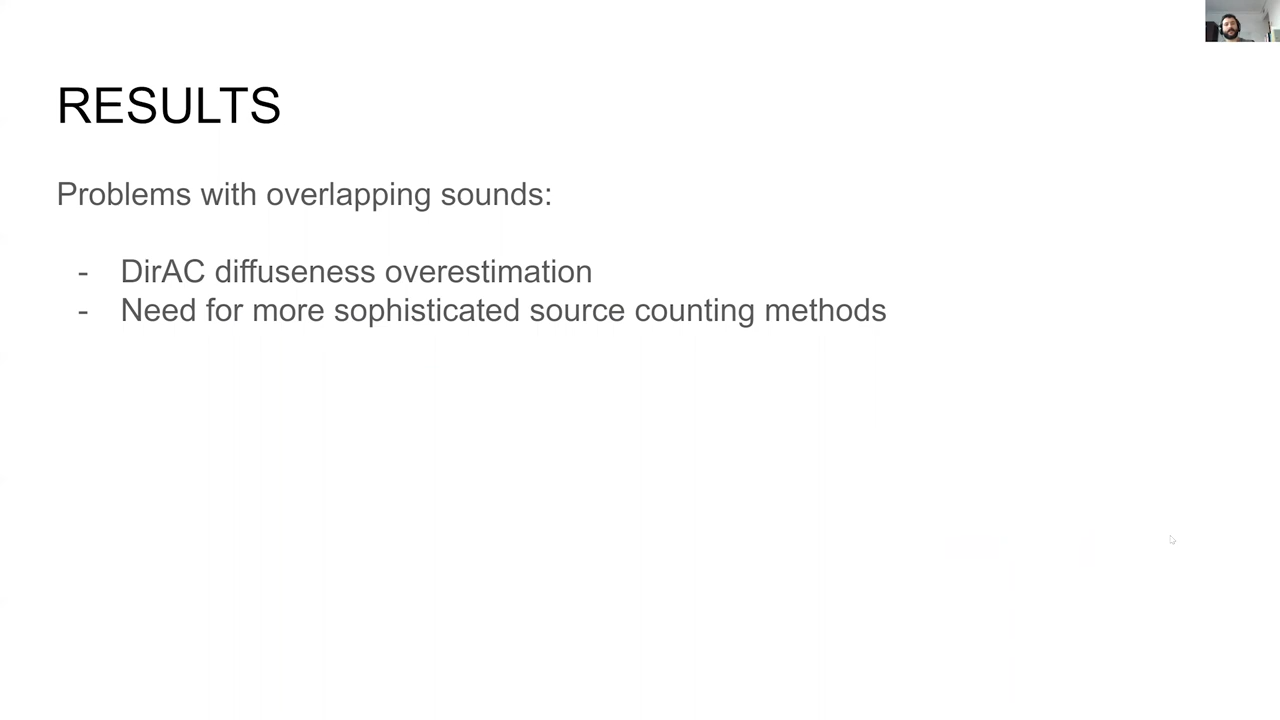 RESULTS
Problems with overlapping sounds:
- DirAC diffuseness overestimation
- Need for more sophisticated source counting methods